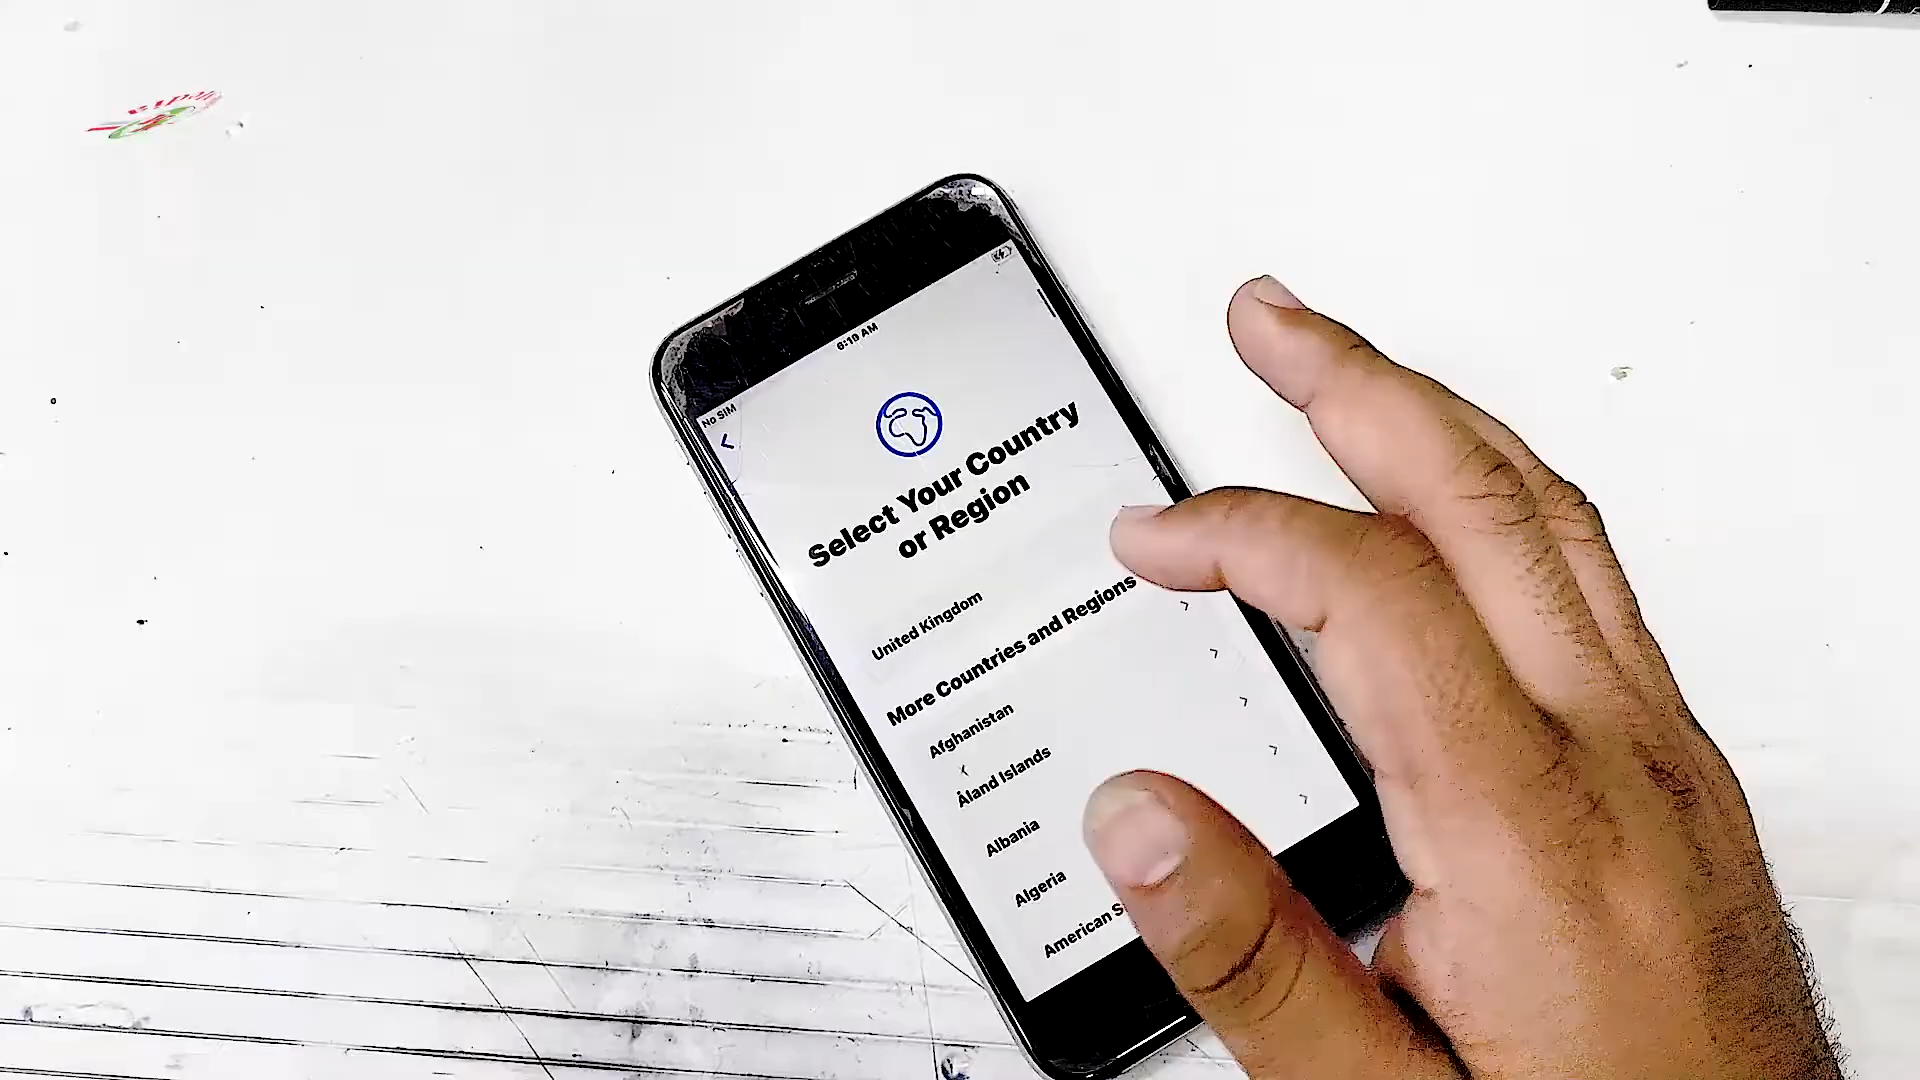 No SIM
6:19 AM
Select Your Country
or Region
United Kingdom
More Countries and Regions
Afghanistan
Åland Islands
Albania
Algeria
American